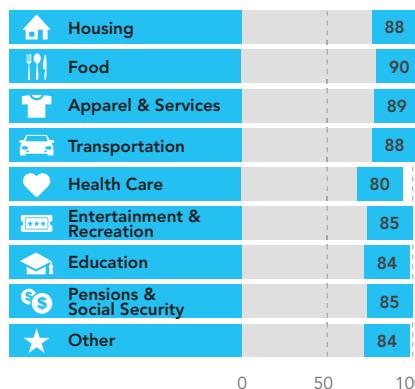 Housing 88
Food 90
Apparel & Services 89
Transportation 88
Health Care 80
Entertainment &
Recreation 85
Education 84
Pensions &
Social Security 85
Other 84
0 50 10